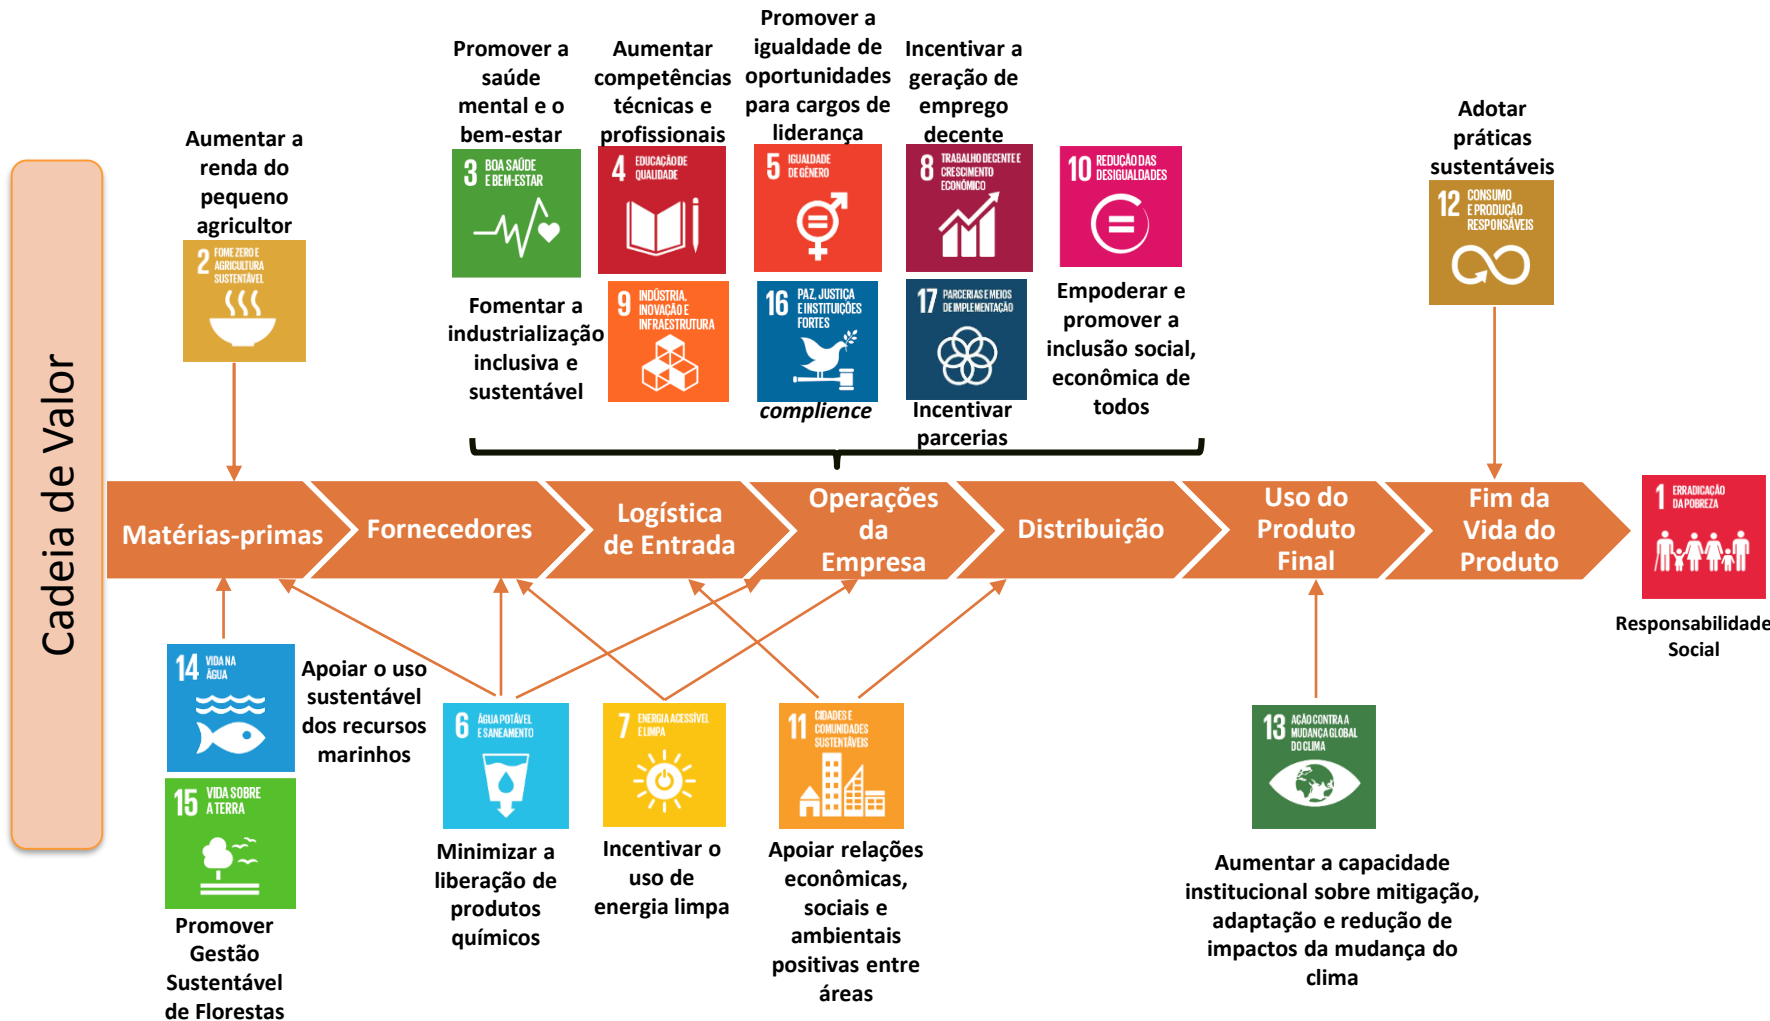 Cadeia de Valor
Aumentar a
renda do
pequeno
agricultor
2 FOME ZERO E
AGRICULTURA
SUSTENTÁVEL
Promover a
saúde
mental e o
bem-estar
3 BOA SAÚDE
E BEM-ESTAR
Aumentar
competências
técnicas e
profissionais
4 EDUCAÇÃO DE
QUALIDADE
Promover a
igualdade de
oportunidades
para cargos de
liderança
5 IGUALDADE
DE GÊNERO
Incentivar a
geração de
emprego
decente
8 TRABALHO DECENTE E
CRESCIMENTO
ECONÔMICO
10 REDUÇÃO DAS
DESIGUALDADES
Empoderar e
promover a
inclusão social,
econômica de
todos
Fomentar a
industrialização
inclusiva e
sustentável
9 INDÚSTRIA,
INOVAÇÃO E
INFRAESTRUTURA
16 PAZ, JUSTIÇA
E INSTITUIÇÕES
FORTES
complience
17 PARCERIAS E MEIOS
DE IMPLEMENTAÇÃO
Incentivar
parcerias
Adotar
práticas
sustentáveis
12 CONSUMO
E PRODUÇÃO
RESPONSÁVEIS
Matérias-primas
Fornecedores
Logística
de Entrada
Operações
da
Empresa
Distribuição
Uso do
Produto
Final
Fim da
Vida do
Produto
1 ERRADICAÇÃO
DA POBREZA
Responsabilidade
Social
14 VIDA NA
ÁGUA
Apoiar o uso
sustentável
dos recursos
marinhos
15 VIDA SOBRE
A TERRA
Promover
Gestão
Sustentável
de Florestas
6 ÁGUA POTÁVEL
E SANEAMENTO
Minimizar a
liberação de
produtos
químicos
7 ENERGIA ACESSÍVEL
E LIMPA
Incentivar o
uso de
energia limpa
11 CIDADES E
COMUNIDADES
SUSTENTÁVEIS
Apoiar relações
econômicas,
sociais e
ambientais
positivas entre
áreas
13 AÇÃO CONTRA A
MUDANÇA GLOBAL
DO CLIMA
Aumentar a capacidade
institucional sobre mitigação,
adaptação e redução de
impactos da mudança do
clima